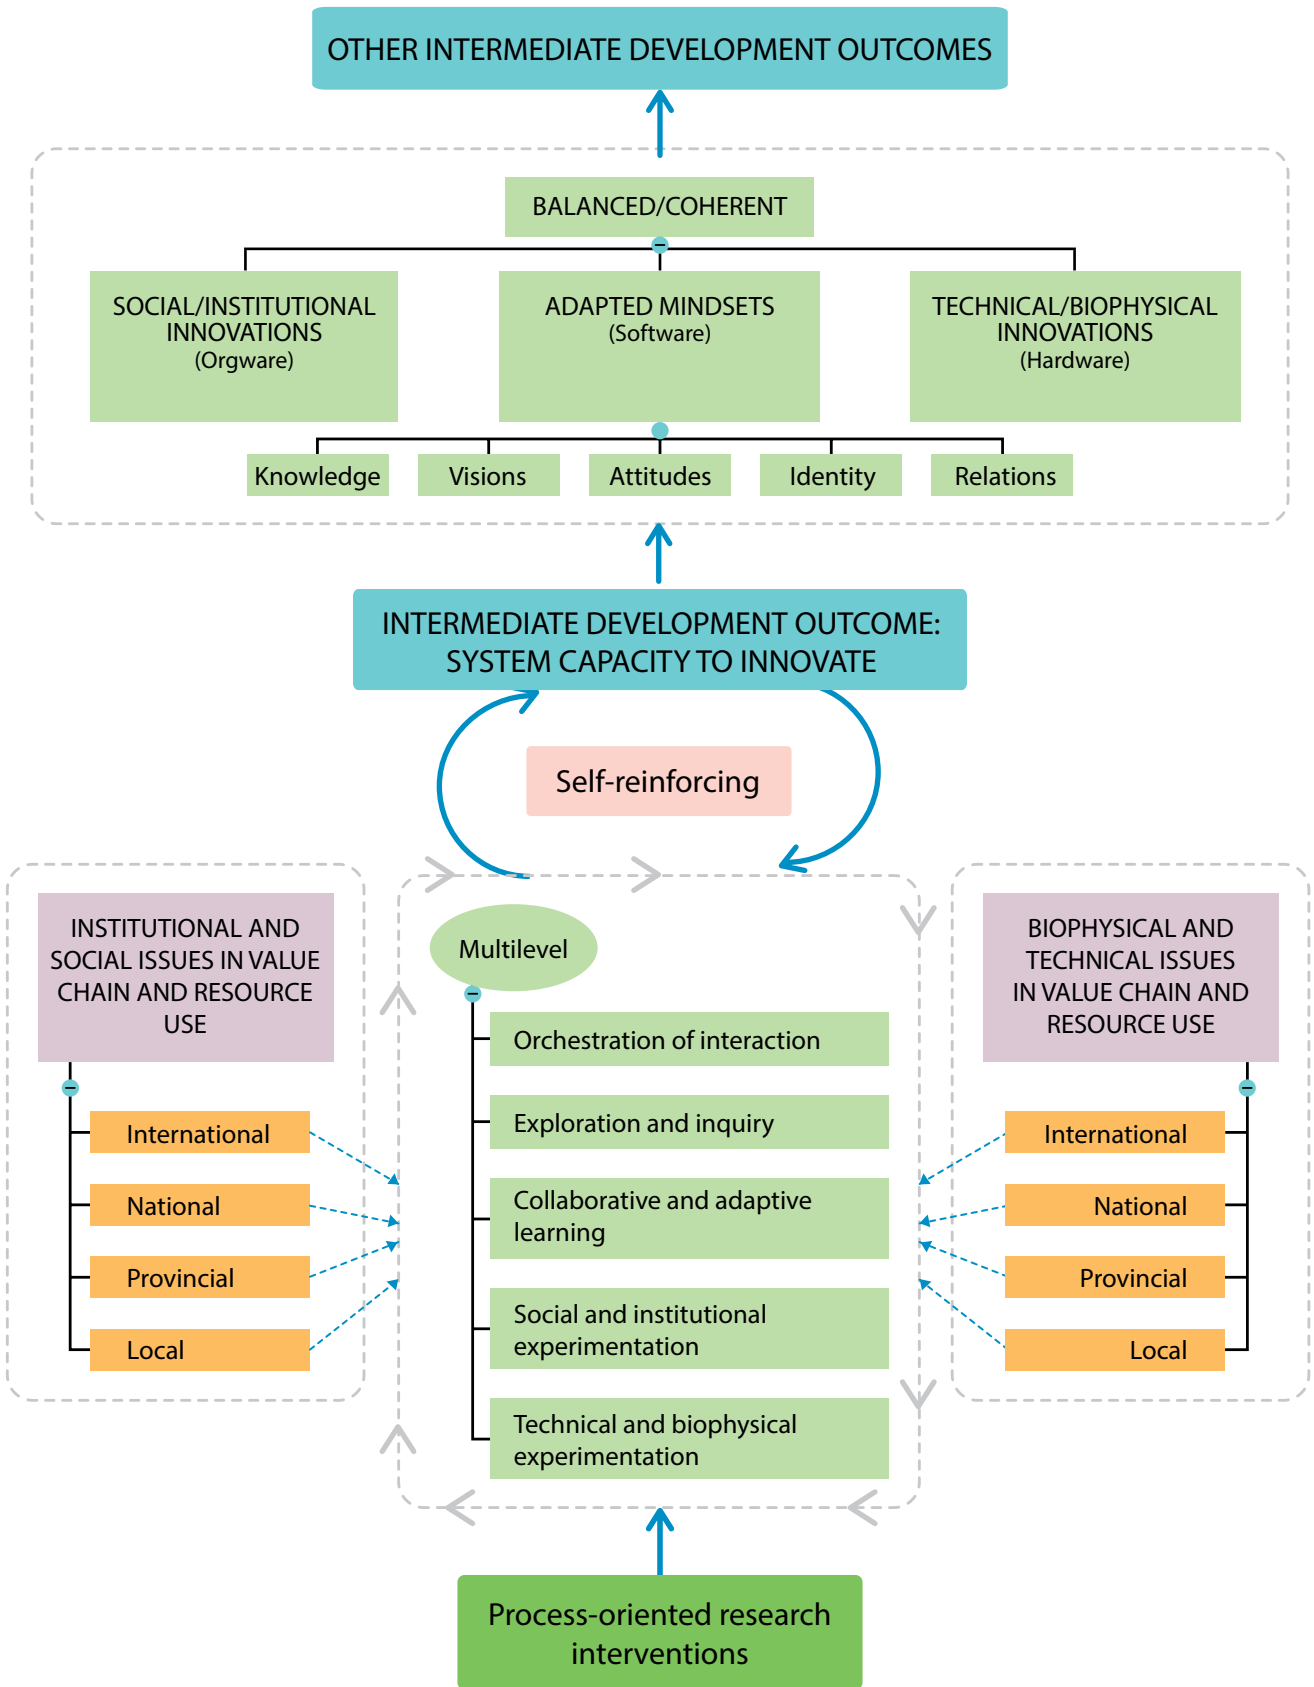 OTHER INTERMEDIATE DEVELOPMENT OUTCOMES
BALANCED/COHERENT
SOCIAL/INSTITUTIONAL
INNOVATIONS
(Orgware)
ADAPTED MINDSETS
(Software)
TECHNICAL/BIOPHYSICAL
INNOVATIONS
(Hardware)
Knowledge
Visions
Attitudes
Identity
Relations
INTERMEDIATE DEVELOPMENT OUTCOME:
SYSTEM CAPACITY TO INNOVATE
Self-reinforcing
INSTITUTIONAL AND
SOCIAL ISSUES IN VALUE
CHAIN AND RESOURCE
USE
International
National
Provincial
Local
Multilevel
Orchestration of interaction
Exploration and inquiry
Collaborative and adaptive
learning
Social and institutional
experimentation
Technical and biophysical
experimentation
BIOPHYSICAL AND
TECHNICAL ISSUES
IN VALUE CHAIN AND
RESOURCE USE
International
National
Provincial
Local
Process-oriented research
interventions